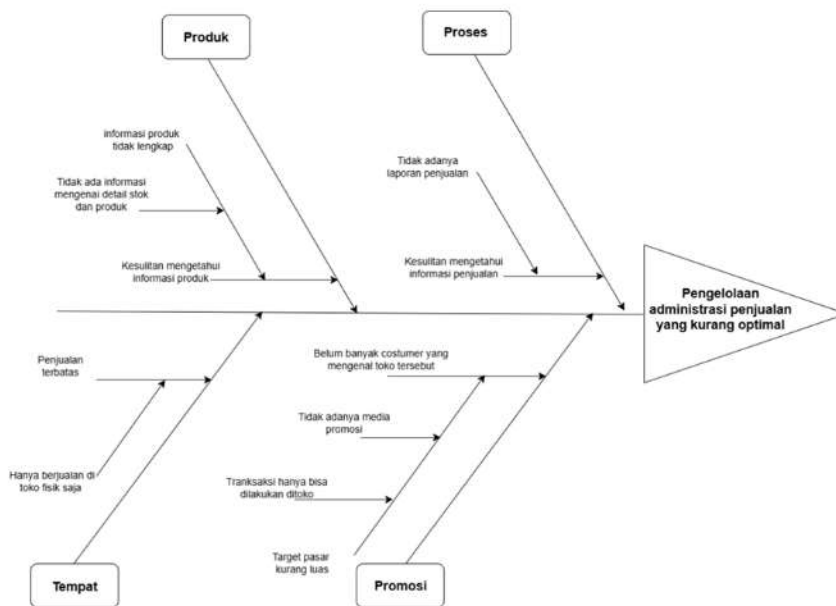 Produk
Proses
informasi produk
tidak lengkap
Tidak adanya
laporan penjualan
Tidak ada informasi
mengenai detail stok
dan produk
Kesulitan mengetahui
informasi produk
Kesulitan mengetahui
informasi penjualan
Pengelolaan
administrasi penjualan
yang kurang optimal
Penjualan
terbatas
Belum banyak costumer yang
mengenal toko tersebut
Tidak adanya media
promosi
Hanya berjualan di
toko fisik saja
Tranksaksi hanya bisa
dilakukan ditoko
Target pasar
kurang luas
Tempat
Promosi